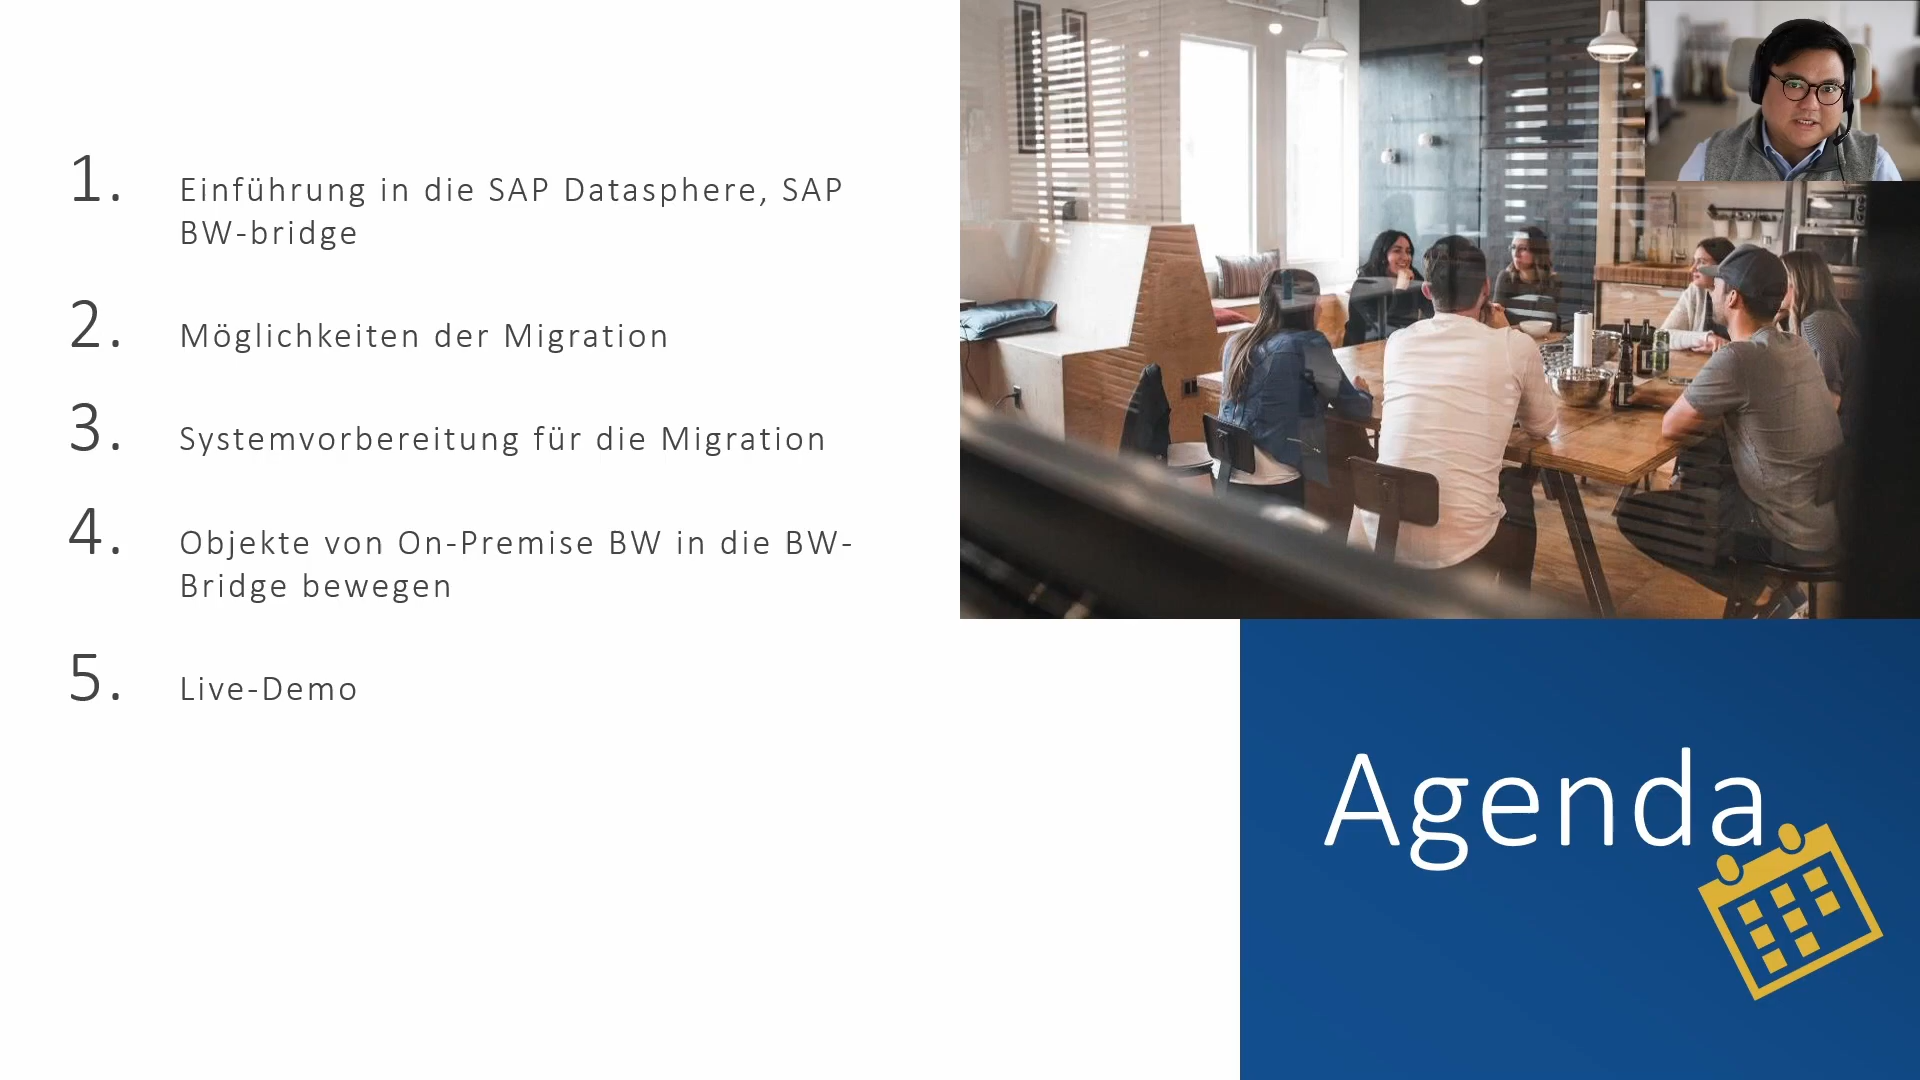 1.
Einführung in die SAP Datasphere, SAP
BW-bridge
2.
Möglichkeiten der Migration
3.
Systemvorbereitung für die Migration
4.
Objekte von On-Premise BW in die BW-
Bridge bewegen
5.
Live-Demo
Agenda